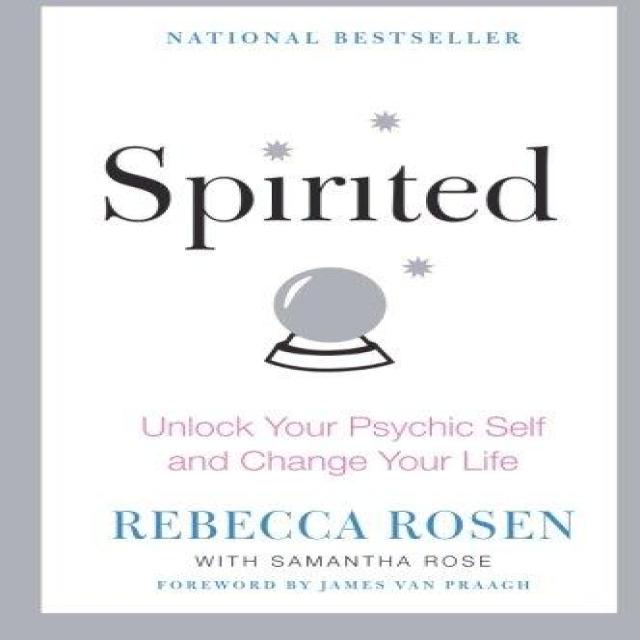 NATIONAL BESTSELLER
Spirited
Unlock Your Psychic Self
and Change Your Life
REBECCA ROSEN
WITH SAMANTHA ROSE
FOREWORD BY JAMES VAN PRAAGH